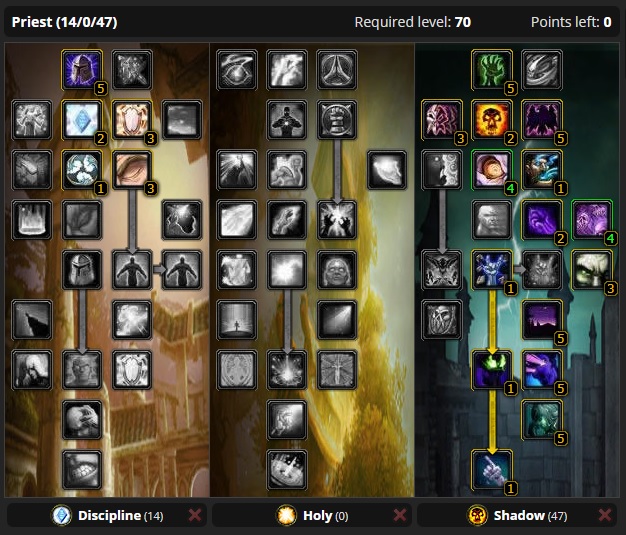 Priest (14/0/47) Required level: 70 Points left: 0
5 5
2 3 3 2 5
1 3 4 1
2 4
1 3
5
1 5
5
1
Discipline (14) Holy (0) Shadow (47)